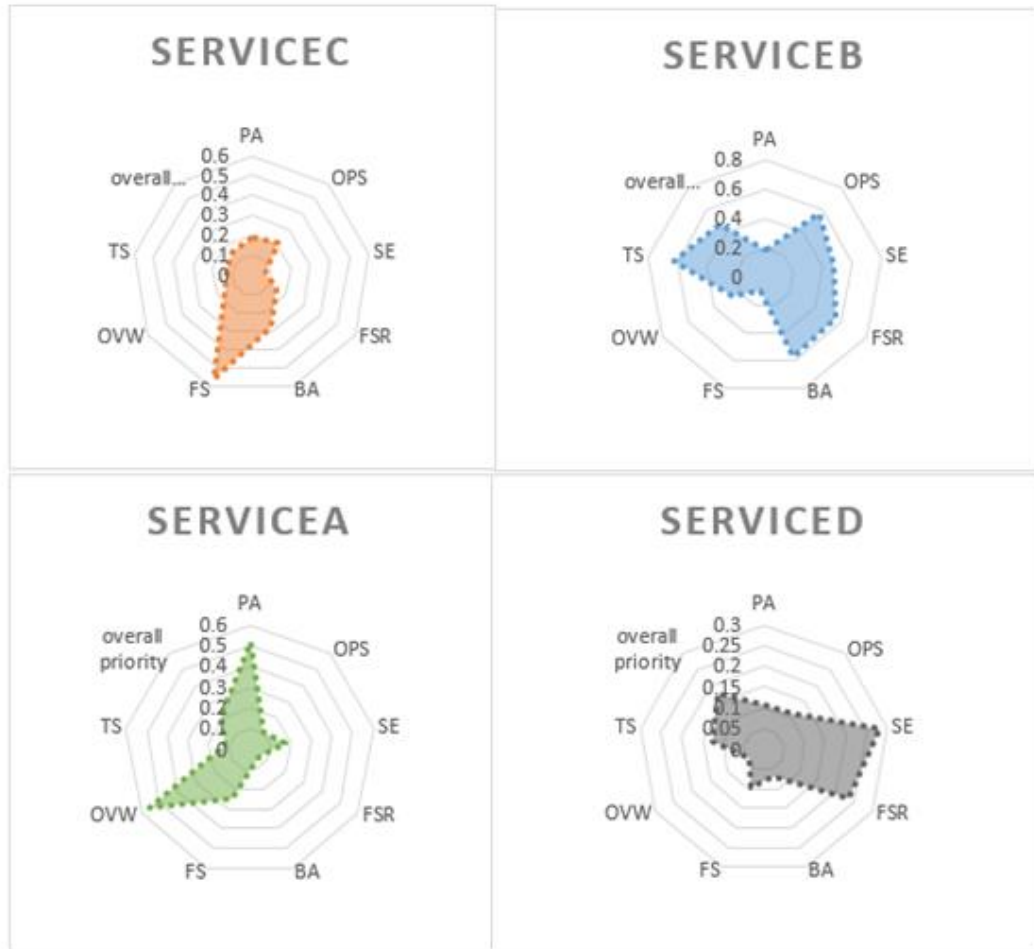 SERVICEC
PA
0.6
0.5
0.4
0.3
0.2
0.1
0
OPS
SE
FSR
BA
FS
OVW
TS
overall...
SERVICEB
PA
0.8
0.6
0.4
0.2
0
OPS
SE
FSR
BA
FS
OVW
TS
overall...
SERVICEA
PA
0.6
0.5
0.4
0.3
0.2
0.1
0
OPS
SE
FSR
BA
FS
OVW
TS
overall
priority
SERVICED
PA
0.3
0.25
0.2
0.15
0.1
0.05
0
OPS
SE
FSR
BA
FS
OVW
TS
overall
priority